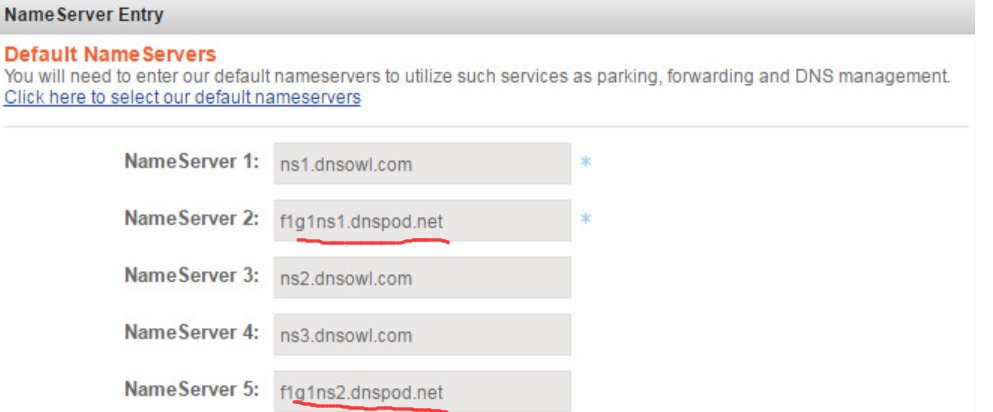 NameServer Entry
Default NameServers
You will need to enter our default nameservers to utilize such services as parking, forwarding and DNS management.
Click here to select our default nameservers
NameServer 1: ns1.dnsowl.com *
NameServer 2: f1g1ns1.dnspod.net *
NameServer 3: ns2.dnsowl.com
NameServer 4: ns3.dnsowl.com
NameServer 5: f1g1ns2.dnspod.net